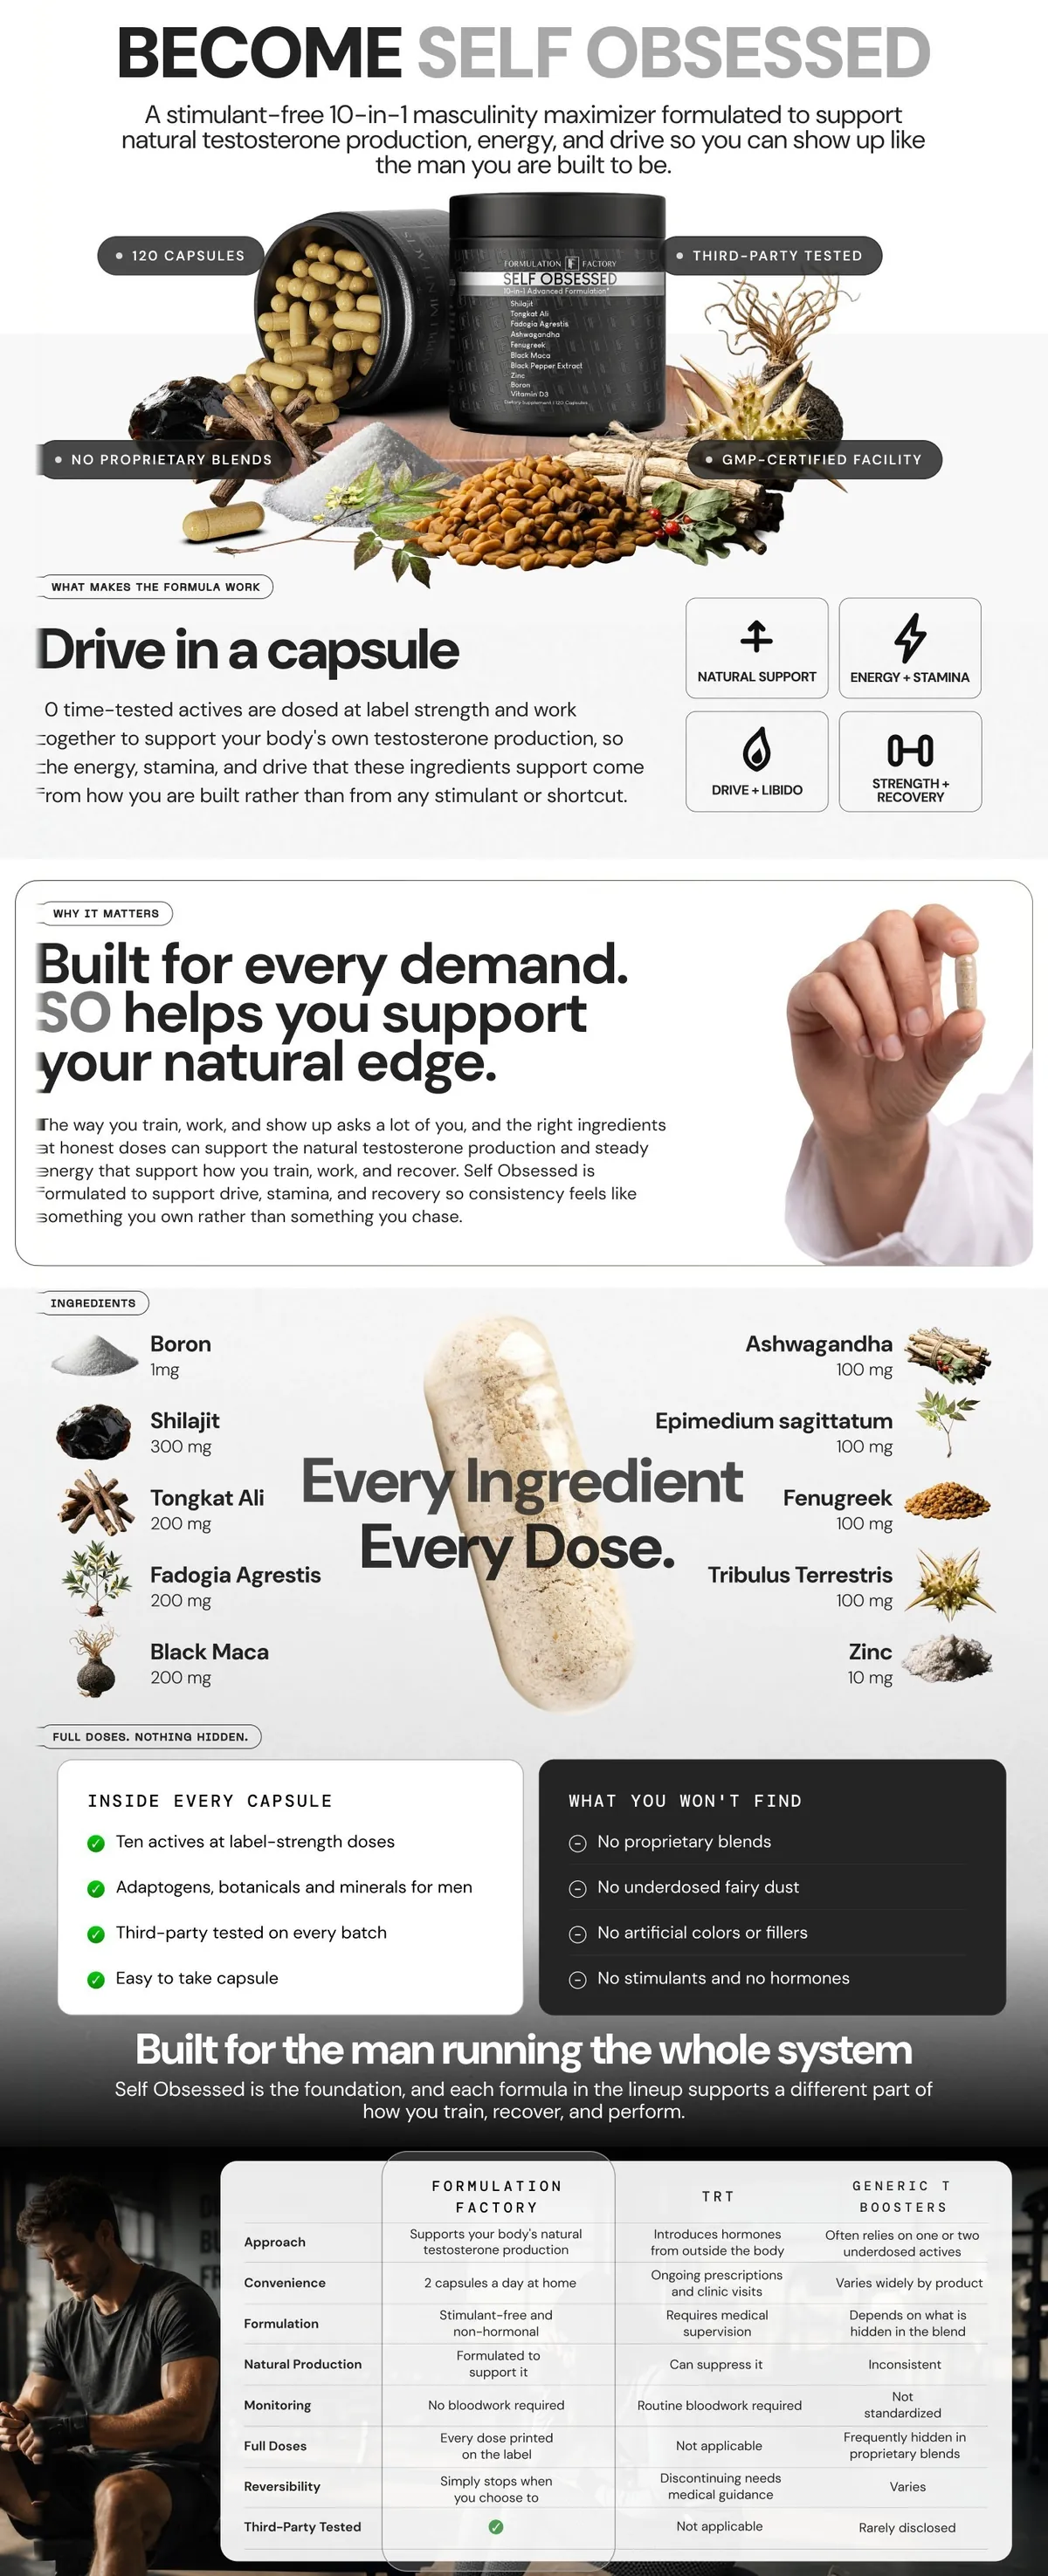 BECOME SELF OBSESSED
A stimulant-free 10-in-1 masculinity maximizer formulated to support
natural testosterone production, energy, and drive so you can show up like
the man you are built to be.
120 CAPSULES
THIRD-PARTY TESTED
FORMULATION F FACTORY
SELF OBSESSED
10-in-1 Advanced Formulation*
Shilajit
Tongkat Ali
Fadogia Agrestis
Ashwagandha
Fenugreek
Black Maca
Black Pepper Extract
Zinc
Boron
Vitamin D3
Dietary Supplement / 120 Capsules
NO PROPRIETARY BLENDS
GMP-CERTIFIED FACILITY
WHAT MAKES THE FORMULA WORK
Drive in a capsule
0 time-tested actives are dosed at label strength and work
together to support your body's own testosterone production, so
the energy, stamina, and drive that these ingredients support come
from how you are built rather than from any stimulant or shortcut.
NATURAL SUPPORT
ENERGY + STAMINA
DRIVE + LIBIDO
STRENGTH +
RECOVERY
WHY IT MATTERS
Built for every demand.
SO helps you support
your natural edge.
The way you train, work, and show up asks a lot of you, and the right ingredients
at honest doses can support the natural testosterone production and steady
energy that support how you train, work, and recover. Self Obsessed is
formulated to support drive, stamina, and recovery so consistency feels like
something you own rather than something you chase.
INGREDIENTS
Boron
1mg
Shilajit
300 mg
Tongkat Ali
200 mg
Fadogia Agrestis
200 mg
Black Maca
200 mg
Every Ingredient
Every Dose.
Ashwagandha
100 mg
Epimedium sagittatum
100 mg
Fenugreek
100 mg
Tribulus Terrestris
100 mg
Zinc
10 mg
FULL DOSES. NOTHING HIDDEN.
INSIDE EVERY CAPSULE
Ten actives at label-strength doses
Adaptogens, botanicals and minerals for men
Third-party tested on every batch
Easy to take capsule
WHAT YOU WON'T FIND
No proprietary blends
No underdosed fairy dust
No artificial colors or fillers
No stimulants and no hormones
Built for the man running the whole system
Self Obsessed is the foundation, and each formula in the lineup supports a different part of
how you train, recover, and perform.
FORMULATION
FACTORY
TRT
GENERIC T
BOOSTERS
Approach
Supports your body's natural
testosterone production
Introduces hormones
from outside the body
Often relies on one or two
underdosed actives
Convenience
2 capsules a day at home
Ongoing prescriptions
and clinic visits
Varies widely by product
Formulation
Stimulant-free and
non-hormonal
Requires medical
supervision
Depends on what is
hidden in the blend
Natural Production
Formulated to
support it
Can suppress it
Inconsistent
Monitoring
No bloodwork required
Routine bloodwork required
Not
standardized
Full Doses
Every dose printed
on the label
Not applicable
Frequently hidden in
proprietary blends
Reversibility
Simply stops when
you choose to
Discontinuing needs
medical guidance
Varies
Third-Party Tested
Not applicable
Rarely disclosed